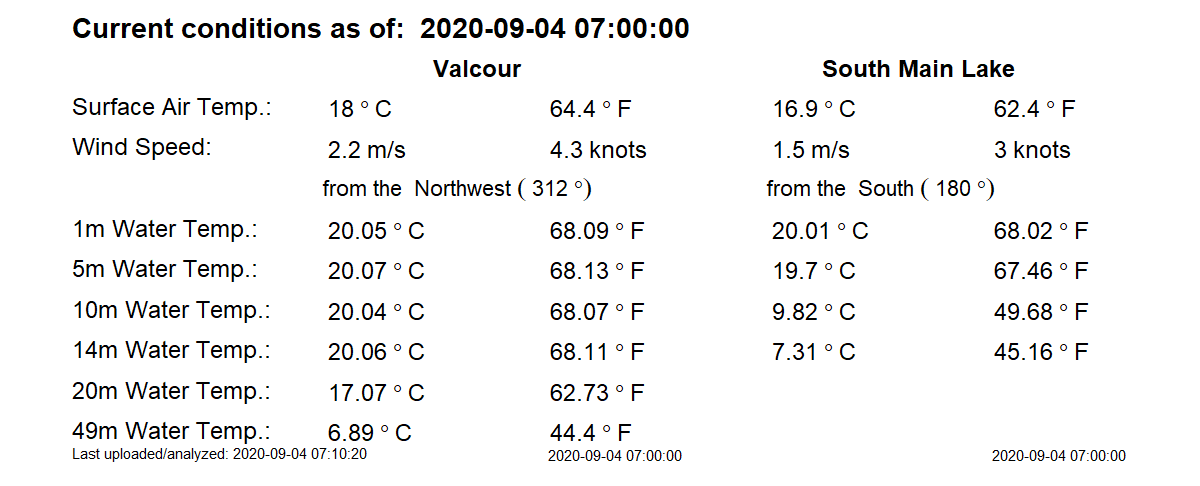 Current conditions as of:  2020-09-04 07:00:00
Valcour South Main Lake
Surface Air Temp.: 18 ° C 64.4 ° F 16.9 ° C 62.4 ° F
Wind Speed: 2.2 m/s 4.3 knots 1.5 m/s 3 knots
from the  Northwest ( 312 °) from the  South ( 180 °)
1m Water Temp.: 20.05 ° C 68.09 ° F 20.01 ° C 68.02 ° F
5m Water Temp.: 20.07 ° C 68.13 ° F 19.7 ° C 67.46 ° F
10m Water Temp.: 20.04 ° C 68.07 ° F 9.82 ° C 49.68 ° F
14m Water Temp.: 20.06 ° C 68.11 ° F 7.31 ° C 45.16 ° F
20m Water Temp.: 17.07 ° C 62.73 ° F
49m Water Temp.: 6.89 ° C 44.4 ° F
Last uploaded/analyzed: 2020-09-04 07:10:20 2020-09-04 07:00:00 2020-09-04 07:00:00